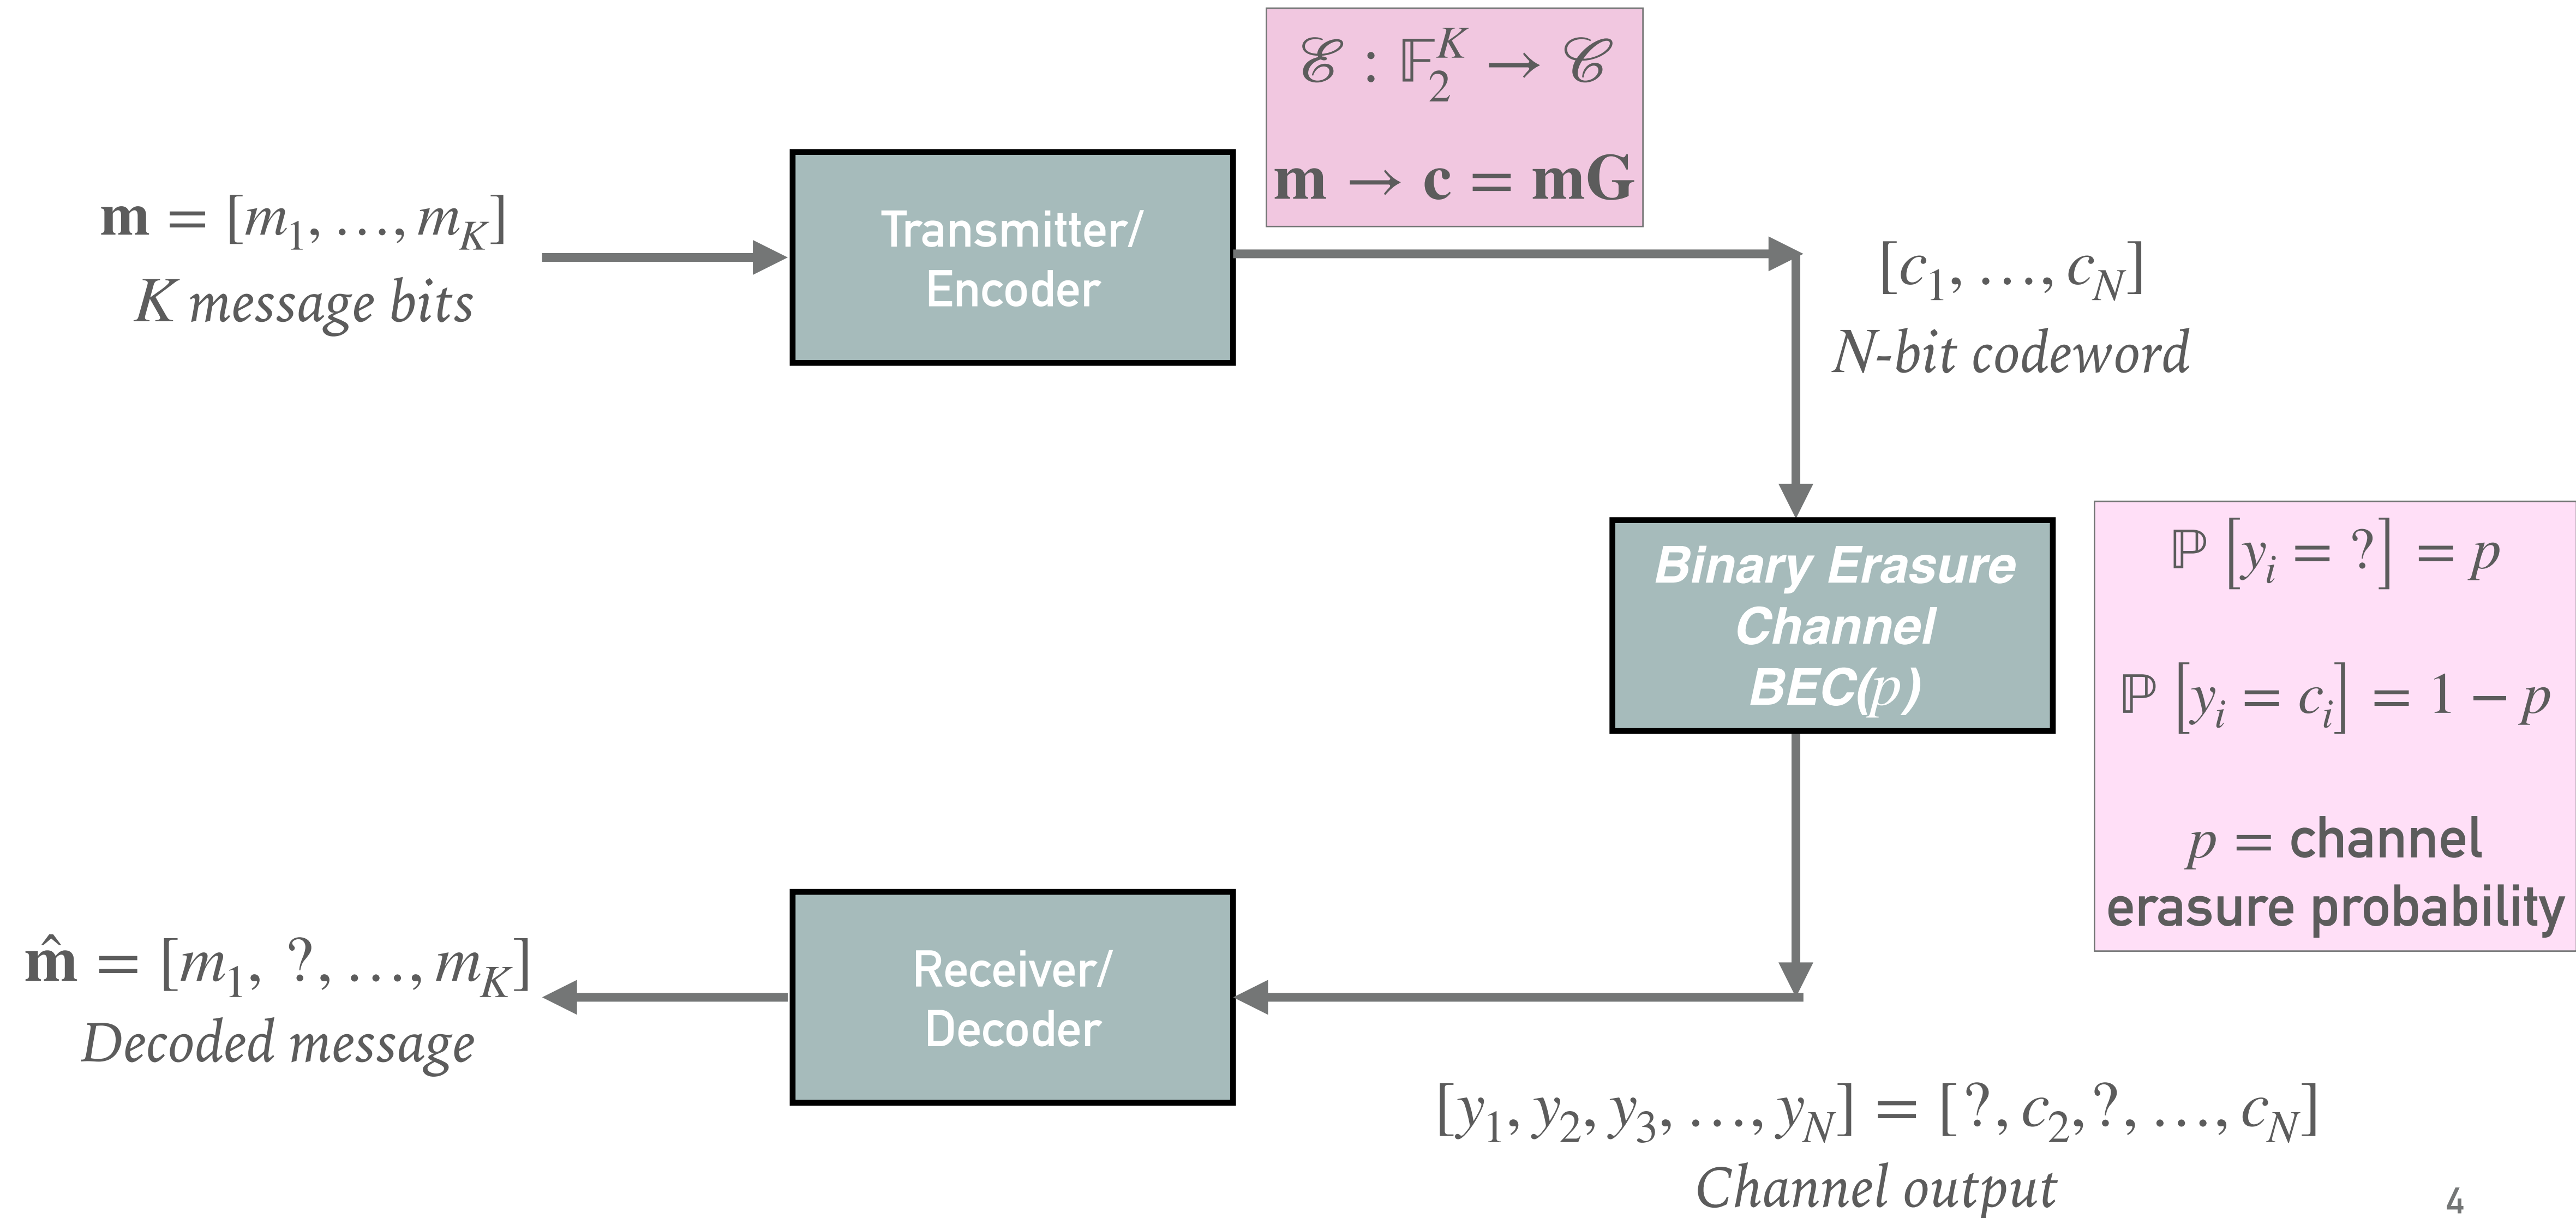 ℰ : 𝔽₂ᴷ → 𝒞
𝐦 → 𝐜 = 𝐦𝐆
𝐦 = [m₁, …, m_K]
K message bits
Transmitter/
Encoder
[c₁, …, c_N]
N-bit codeword
Binary Erasure
Channel
BEC(p)
ℙ [yᵢ = ?] = p
ℙ [yᵢ = cᵢ] = 1 − p
p = channel
erasure probability
𝐦̂ = [m₁, ?, …, m_K]
Decoded message
Receiver/
Decoder
[y₁, y₂, y₃, …, y_N] = [?, c₂,?, …, c_N]
Channel output
4